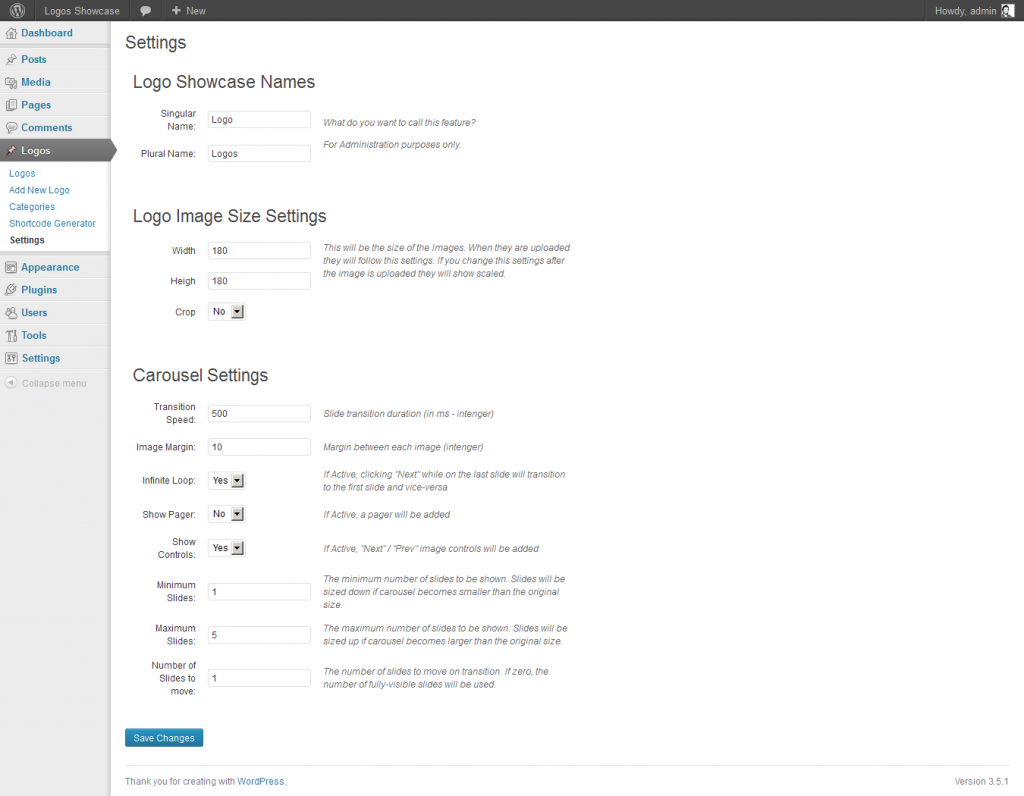 Logos Showcase
New
Howdy, admin
Dashboard
Posts
Media
Pages
Comments
Logos
Logos
Add New Logo
Categories
Shortcode Generator
Settings
Appearance
Plugins
Users
Tools
Settings
Collapse menu
Settings
Logo Showcase Names
Singular
Name:
Logo
What do you want to call this feature?
Plural Name:
Logos
For Administration purposes only.
Logo Image Size Settings
Width
180
This will be the size of the Images. When they are uploaded
they will follow this settings. If you change this settings after
the image is uploaded they will show scaled.
Heigh
180
Crop
No
Carousel Settings
Transition
Speed:
500
Slide transition duration (in ms - intenger)
Image Margin:
10
Margin between each image (intenger)
Infinite Loop:
Yes
If Active, clicking "Next" while on the last slide will transition
to the first slide and vice-versa
Show Pager:
No
If Active, a pager will be added
Show
Controls:
Yes
If Active, "Next" / "Prev" image controls will be added
Minimum
Slides:
1
The minimum number of slides to be shown. Slides will be
sized down if carousel becomes smaller than the original
size.
Maximum
Slides:
5
The maximum number of slides to be shown. Slides will be
sized up if carousel becomes larger than the original size.
Number of
Slides to
move:
1
The number of slides to move on transition. If zero, the
number of fully-visible slides will be used.
Save Changes
Thank you for creating with WordPress.
Version 3.5.1